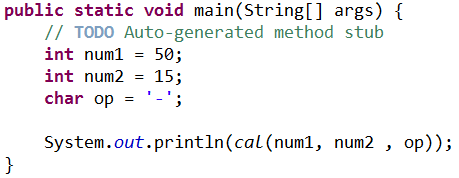 public static void main(String[] args) {
// TODO Auto-generated method stub
int num1 = 50;
int num2 = 15;
char op = '-';
System.out.println(cal(num1, num2 , op));
}